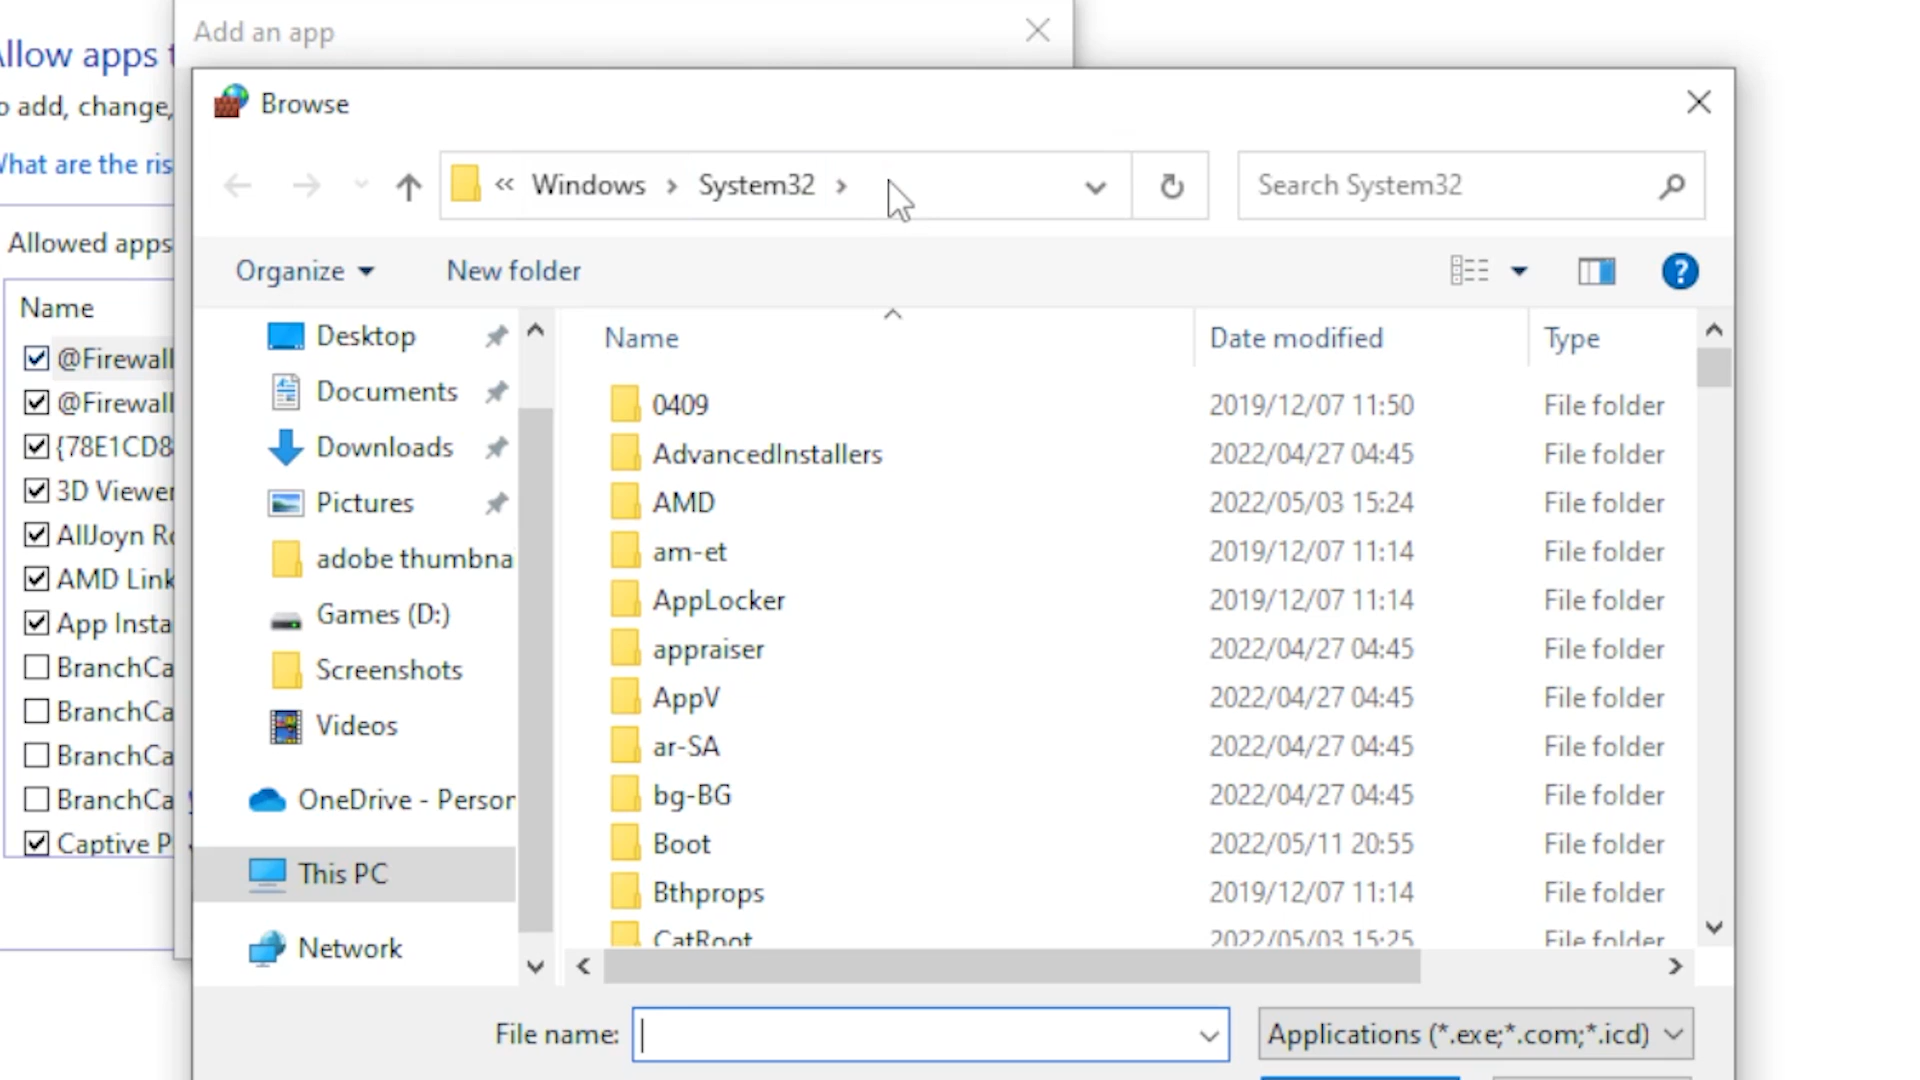 Add an app
Allow apps t
o add, change,
What are the ris
Allowed apps
Name
@Firewall
@Firewall
{78E1CD8
3D Viewer
AllJoyn Ro
AMD Link
App Insta
BranchCa
BranchCa
BranchCa
BranchCa
Captive P
Browse
« Windows › System32 ›
Search System32
Organize
New folder
Desktop
Documents
Downloads
Pictures
adobe thumbna
Games (D:)
Screenshots
Videos
OneDrive - Person
This PC
Network
Name Date modified Type
0409 2019/12/07 11:50 File folder
AdvancedInstallers 2022/04/27 04:45 File folder
AMD 2022/05/03 15:24 File folder
am-et 2019/12/07 11:14 File folder
AppLocker 2019/12/07 11:14 File folder
appraiser 2022/04/27 04:45 File folder
AppV 2022/04/27 04:45 File folder
ar-SA 2022/04/27 04:45 File folder
bg-BG 2022/04/27 04:45 File folder
Boot 2022/05/11 20:55 File folder
Bthprops 2019/12/07 11:14 File folder
CatRoot 2022/05/03 15:25 File folder
File name:
Applications (*.exe;*.com;*.icd)